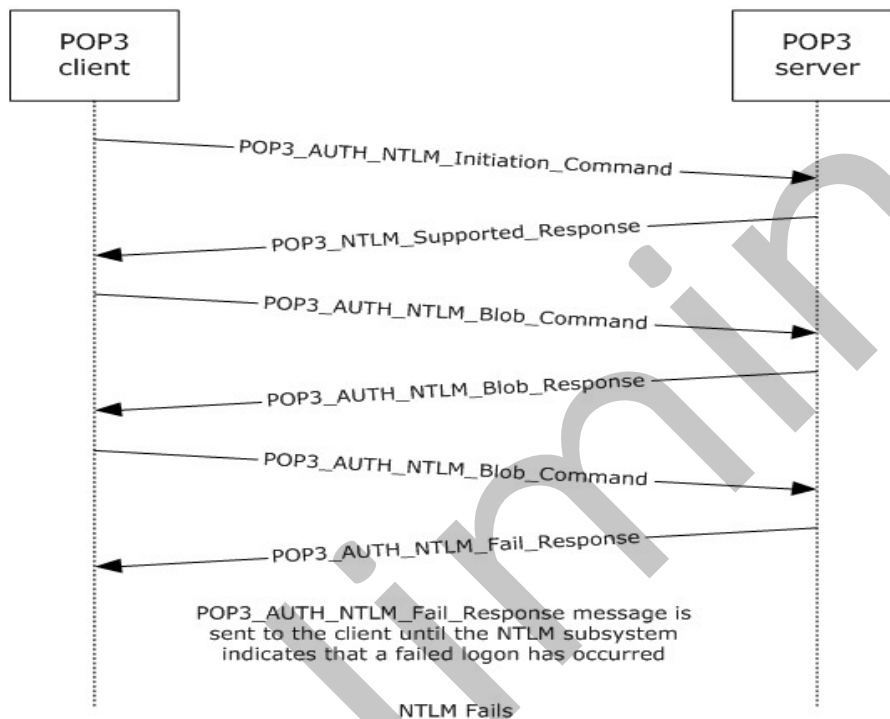 POP3
client
POP3
server
POP3_AUTH_NTLM_Initiation_Command
POP3_NTLM_Supported_Response
POP3_AUTH_NTLM_Blob_Command
POP3_AUTH_NTLM_Blob_Response
POP3_AUTH_NTLM_Blob_Command
POP3_AUTH_NTLM_Fail_Response
POP3_AUTH_NTLM_Fail_Response message is
sent to the client until the NTLM subsystem
indicates that a failed logon has occurred
NTLM Fails
limin